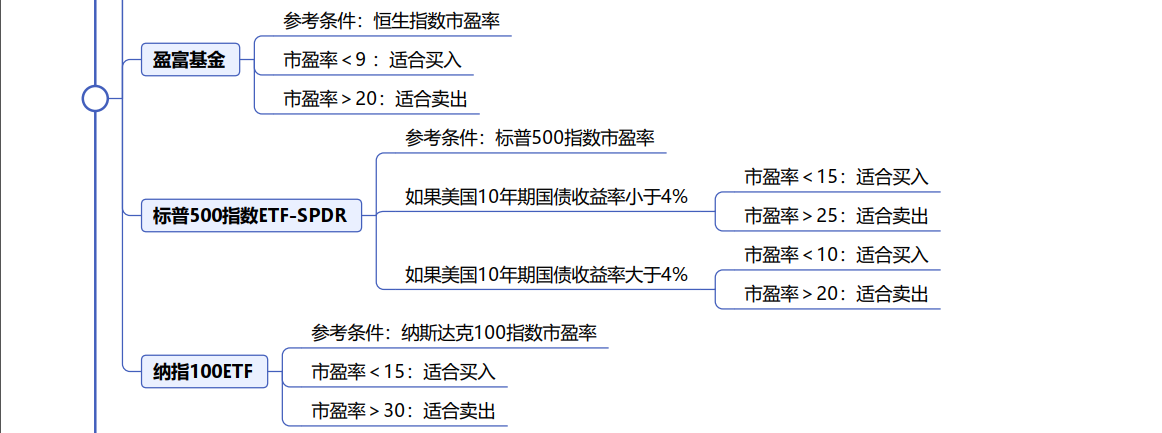 参考条件：恒生指数市盈率
盈富基金
市盈率＜9：适合买入
市盈率＞20：适合卖出
参考条件：标普500指数市盈率
标普500指数ETF-SPDR
如果美国10年期国债收益率小于4%
市盈率＜15：适合买入
市盈率＞25：适合卖出
如果美国10年期国债收益率大于4%
市盈率＜10：适合买入
市盈率＞20：适合卖出
参考条件：纳斯达克100指数市盈率
纳指100ETF
市盈率＜15：适合买入
市盈率＞30：适合卖出